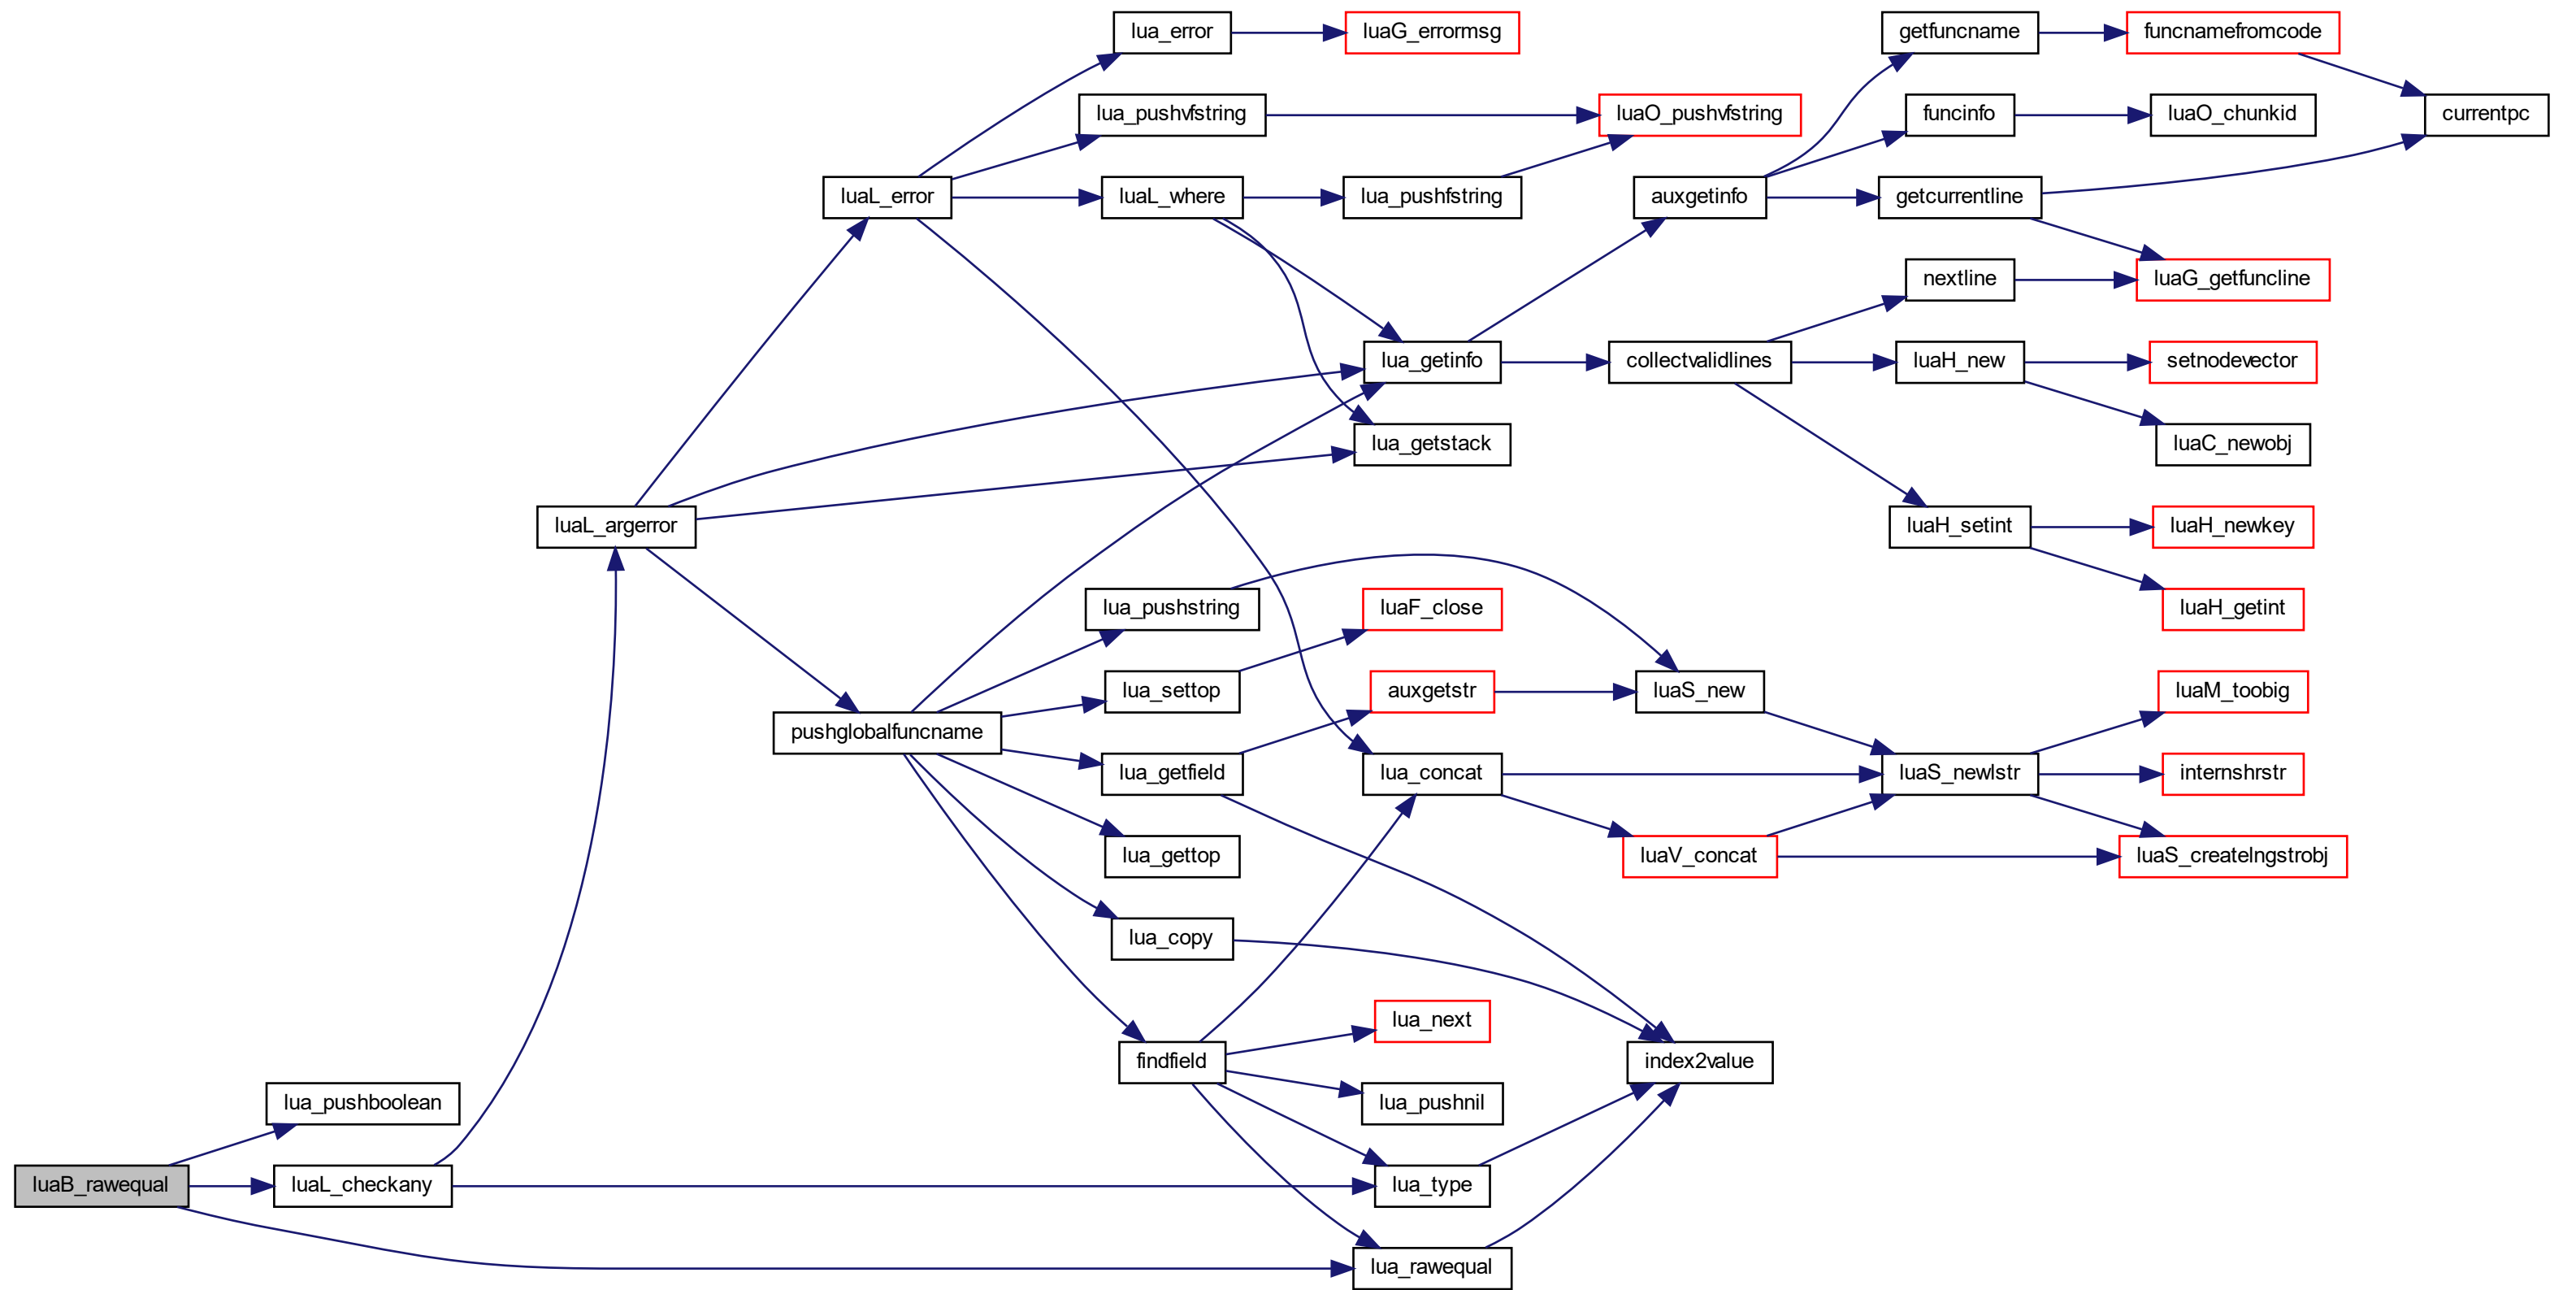 lua_error
luaG_errormsg
getfuncname
funcnamefromcode
lua_pushvfstring
luaO_pushvfstring
funcinfo
luaO_chunkid
currentpc
luaL_error
luaL_where
lua_pushfstring
auxgetinfo
getcurrentline
nextline
luaG_getfuncline
lua_getinfo
collectvalidlines
luaH_new
setnodevector
lua_getstack
luaC_newobj
luaL_argerror
luaH_setint
luaH_newkey
lua_pushstring
luaF_close
luaH_getint
lua_settop
auxgetstr
luaS_new
luaM_toobig
pushglobalfuncname
lua_getfield
lua_concat
luaS_newlstr
internshrstr
lua_gettop
luaV_concat
luaS_createlngstrobj
lua_copy
lua_next
findfield
index2value
lua_pushboolean
lua_pushnil
luaB_rawequal
luaL_checkany
lua_type
lua_rawequal